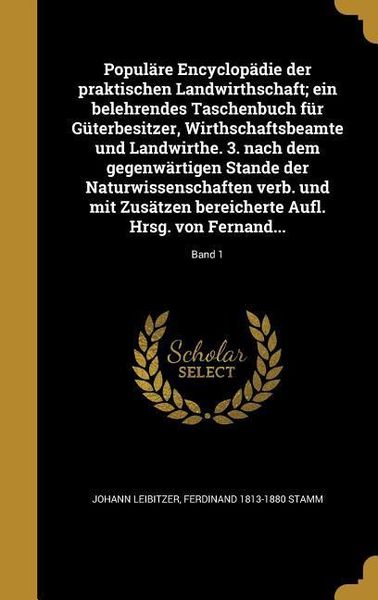 Populäre Encyclopädie der
praktischen Landwirthschaft; ein
belehrendes Taschenbuch für
Güterbesitzer, Wirthschaftsbeamte
und Landwirthe. 3. nach dem
gegenwärtigen Stande der
Naturwissenschaften verb. und
mit Zusätzen bereicherte Aufl.
Hrsg. von Fernand...
Band 1
Scholar
SELECT
JOHANN LEIBITZER, FERDINAND 1813-1880 STAMM